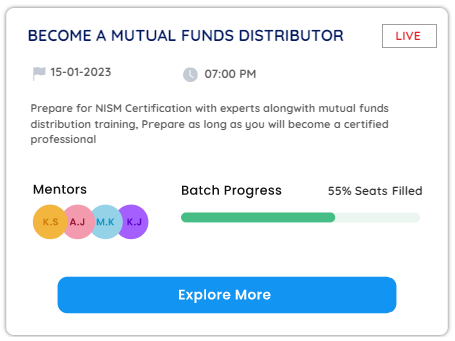 BECOME A MUTUAL FUNDS DISTRIBUTOR
LIVE
15-01-2023
07:00 PM
Prepare for NISM Certification with experts alongwith mutual funds
distribution training, Prepare as long as you will become a certified
professional
Mentors
K.S A.J M.K K.J
Batch Progress
55% Seats Filled
Explore More